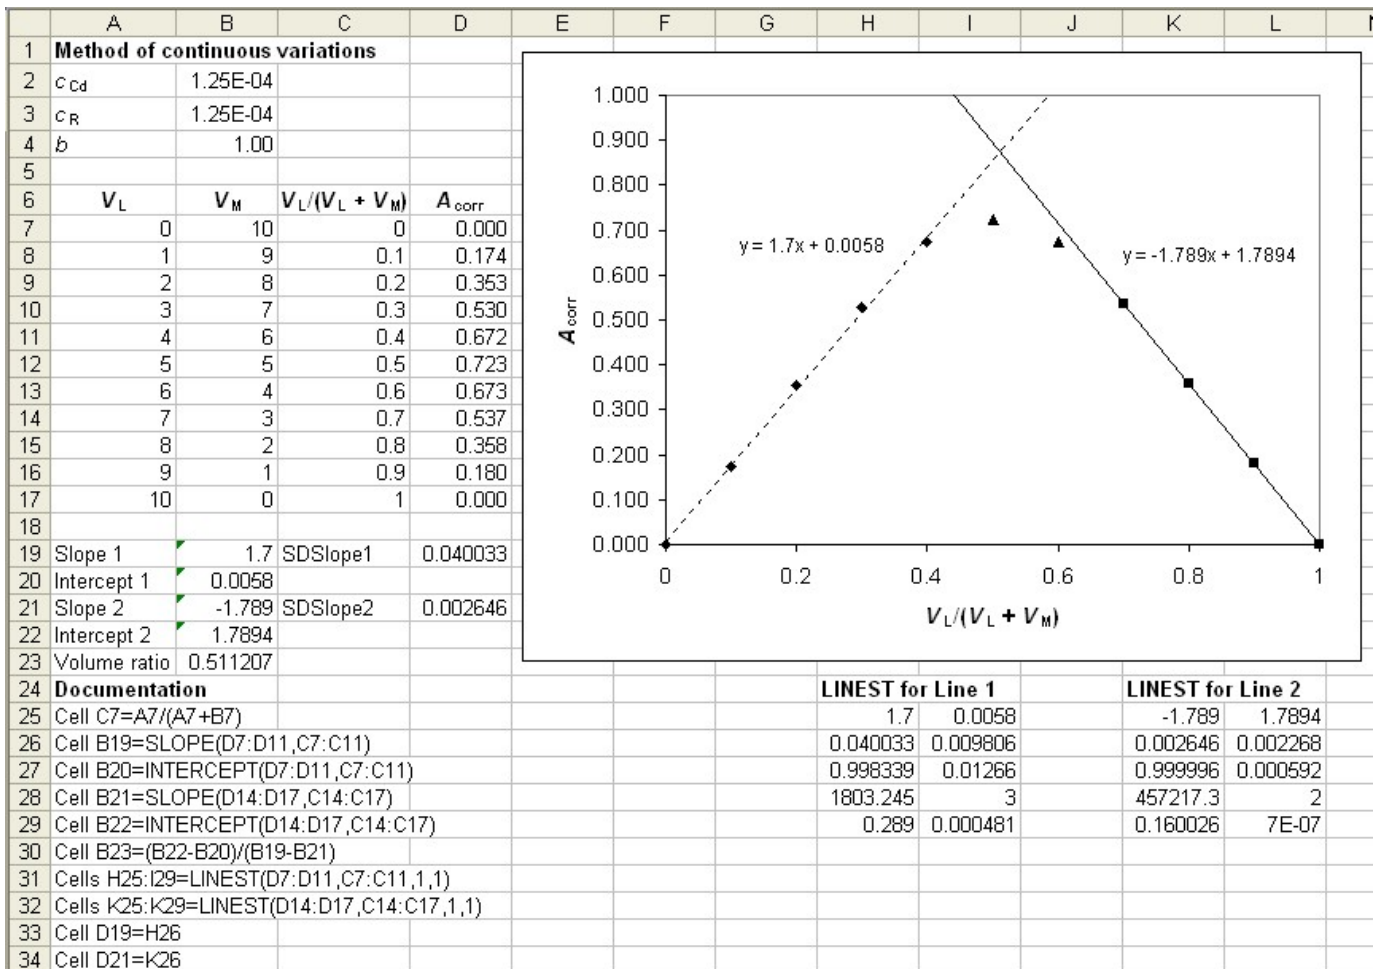 A B C D E F G H I J K L
1 Method of continuous variations
2 cCd 1.25E-04
3 cR 1.25E-04
4 b 1.00
5
6 VL VM VL/(VL + VM) Acorr
7 0 10 0 0.000
8 1 9 0.1 0.174
9 2 8 0.2 0.353
10 3 7 0.3 0.530
11 4 6 0.4 0.672
12 5 5 0.5 0.723
13 6 4 0.6 0.673
14 7 3 0.7 0.537
15 8 2 0.8 0.358
16 9 1 0.9 0.180
17 10 0 1 0.000
18
19 Slope 1 1.7 SDSlope1 0.040033
20 Intercept 1 0.0058
21 Slope 2 -1.789 SDSlope2 0.002646
22 Intercept 2 1.7894
23 Volume ratio 0.511207
1.000
0.900
0.800
0.700
0.600
0.500
0.400
0.300
0.200
0.100
0.000
Acorr
y = 1.7x + 0.0058
y = -1.789x + 1.7894
0 0.2 0.4 0.6 0.8 1
VL/(VL + VM)
24 Documentation LINEST for Line 1 LINEST for Line 2
25 Cell C7=A7/(A7+B7) 1.7 0.0058 -1.789 1.7894
26 Cell B19=SLOPE(D7:D11,C7:C11) 0.040033 0.009806 0.002646 0.002268
27 Cell B20=INTERCEPT(D7:D11,C7:C11) 0.998339 0.01266 0.999996 0.000592
28 Cell B21=SLOPE(D14:D17,C14:C17) 1803.245 3 457217.3 2
29 Cell B22=INTERCEPT(D14:D17,C14:C17) 0.289 0.000481 0.160026 7E-07
30 Cell B23=(B22-B20)/(B19-B21)
31 Cells H25:I29=LINEST(D7:D11,C7:C11,1,1)
32 Cells K25:K29=LINEST(D14:D17,C14:C17,1,1)
33 Cell D19=H26
34 Cell D21=K26